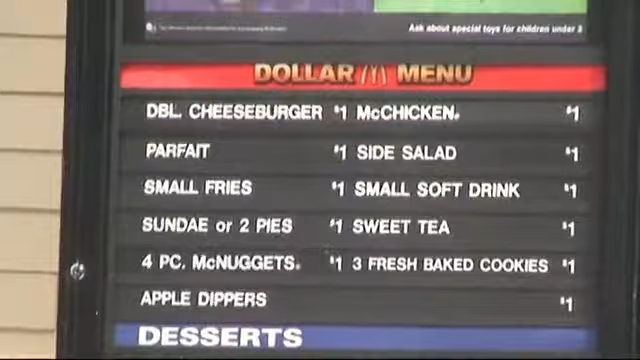 Ask about special toys for children under 3
DOLLAR MENU
DBL. CHEESEBURGER $1 McCHICKEN. $1
PARFAIT $1 SIDE SALAD $1
SMALL FRIES $1 SMALL SOFT DRINK $1
SUNDAE or 2 PIES $1 SWEET TEA $1
4 PC. McNUGGETS. $1 3 FRESH BAKED COOKIES $1
APPLE DIPPERS $1
DESSERTS